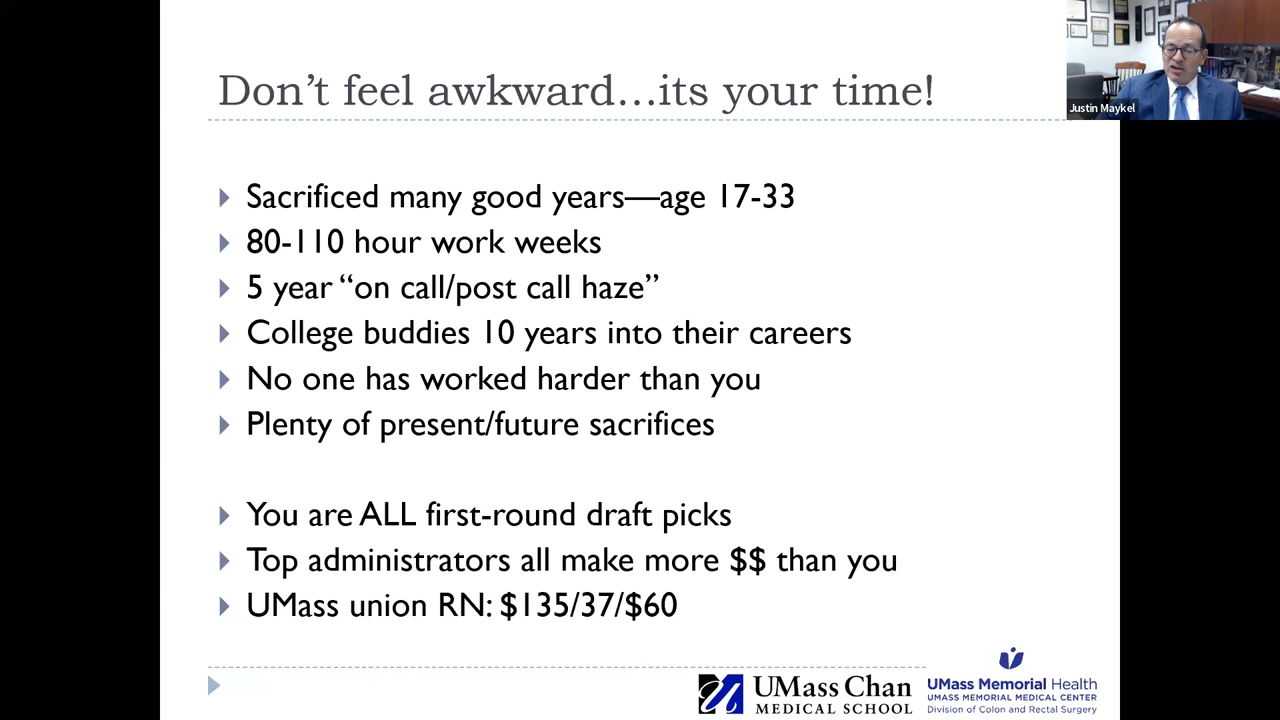 Don't feel awkward...its your time!
Justin Maykel
Sacrificed many good years—age 17-33
80-110 hour work weeks
5 year “on call/post call haze”
College buddies 10 years into their careers
No one has worked harder than you
Plenty of present/future sacrifices
You are ALL first-round draft picks
Top administrators all make more $$ than you
UMass union RN: $135/37/$60
UMass Chan
MEDICAL SCHOOL
UMass Memorial Health
UMASS MEMORIAL MEDICAL CENTER
Division of Colon and Rectal Surgery